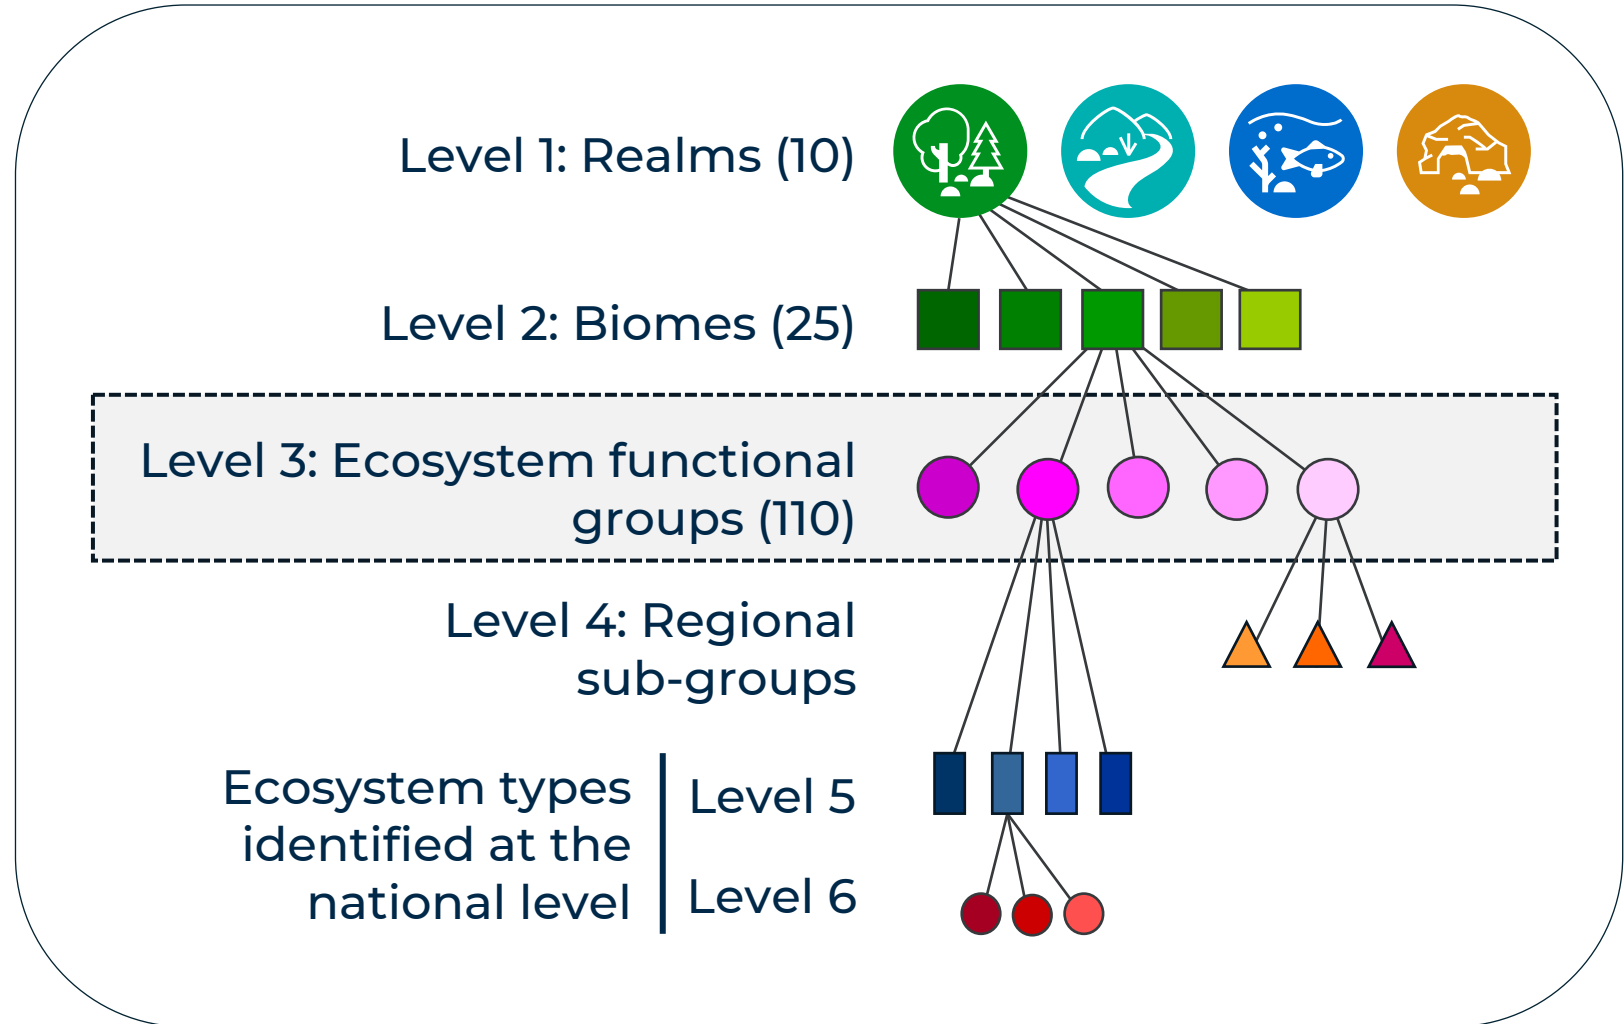 Level 1: Realms (10)
Level 2: Biomes (25)
Level 3: Ecosystem functional
groups (110)
Level 4: Regional
sub-groups
Ecosystem types
identified at the
national level
Level 5
Level 6